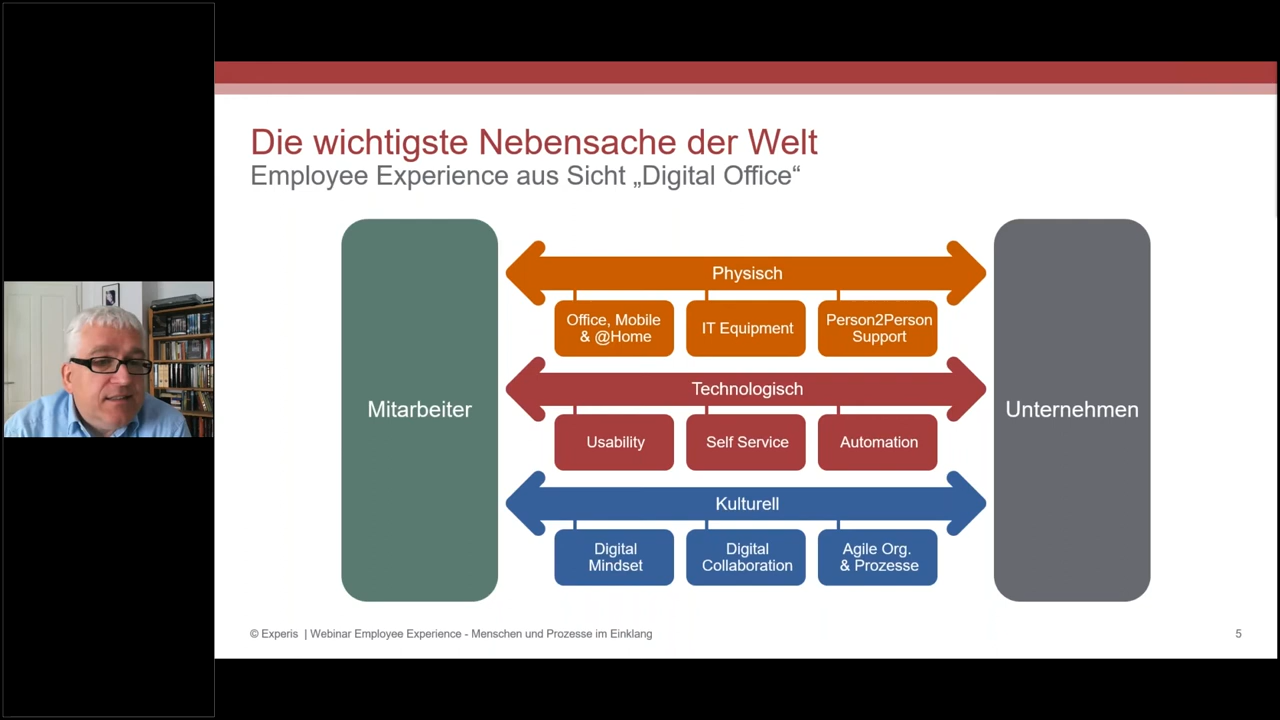 Die wichtigste Nebensache der Welt
Employee Experience aus Sicht „Digital Office“
Mitarbeiter
Physisch
Office, Mobile
& @Home
IT Equipment
Person2Person
Support
Technologisch
Usability
Self Service
Automation
Kulturell
Digital
Mindset
Digital
Collaboration
Agile Org.
& Prozesse
Unternehmen
© Experis | Webinar Employee Experience - Menschen und Prozesse im Einklang
5